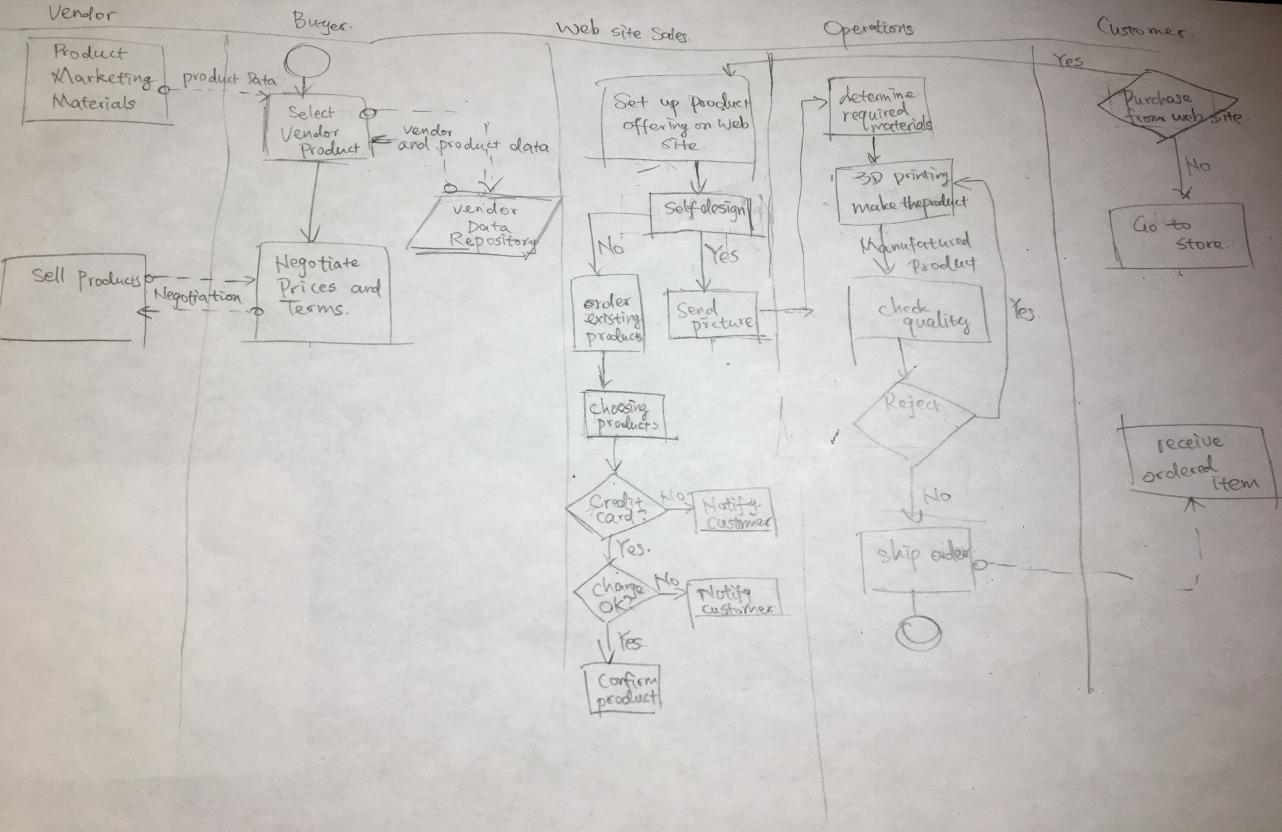 Vendor
Buyer.
Web site Sales.
Operations
Customer.
Product
Marketing
Materials
product Data
Select
Vendor
Product
vendor
and product data
Vendor
Data
Repository
Sell Products
Negotiation
Negotiate
Prices and
Terms.
Set up product
offering on web
site
Self-design
No
Yes
order
existing
products
Send
picture
choosing
products
Credit
card?
No
Notify
customer
Yes.
Charge
OK?
No
Notify
customer
Yes
Confirm
product
determine
required
materials
3D printing
make the product
Manufatured
product
check
quality
Yes.
Reject
No
ship order
Yes
Purchase
from web site
No
Go to
store.
receive
ordered
item